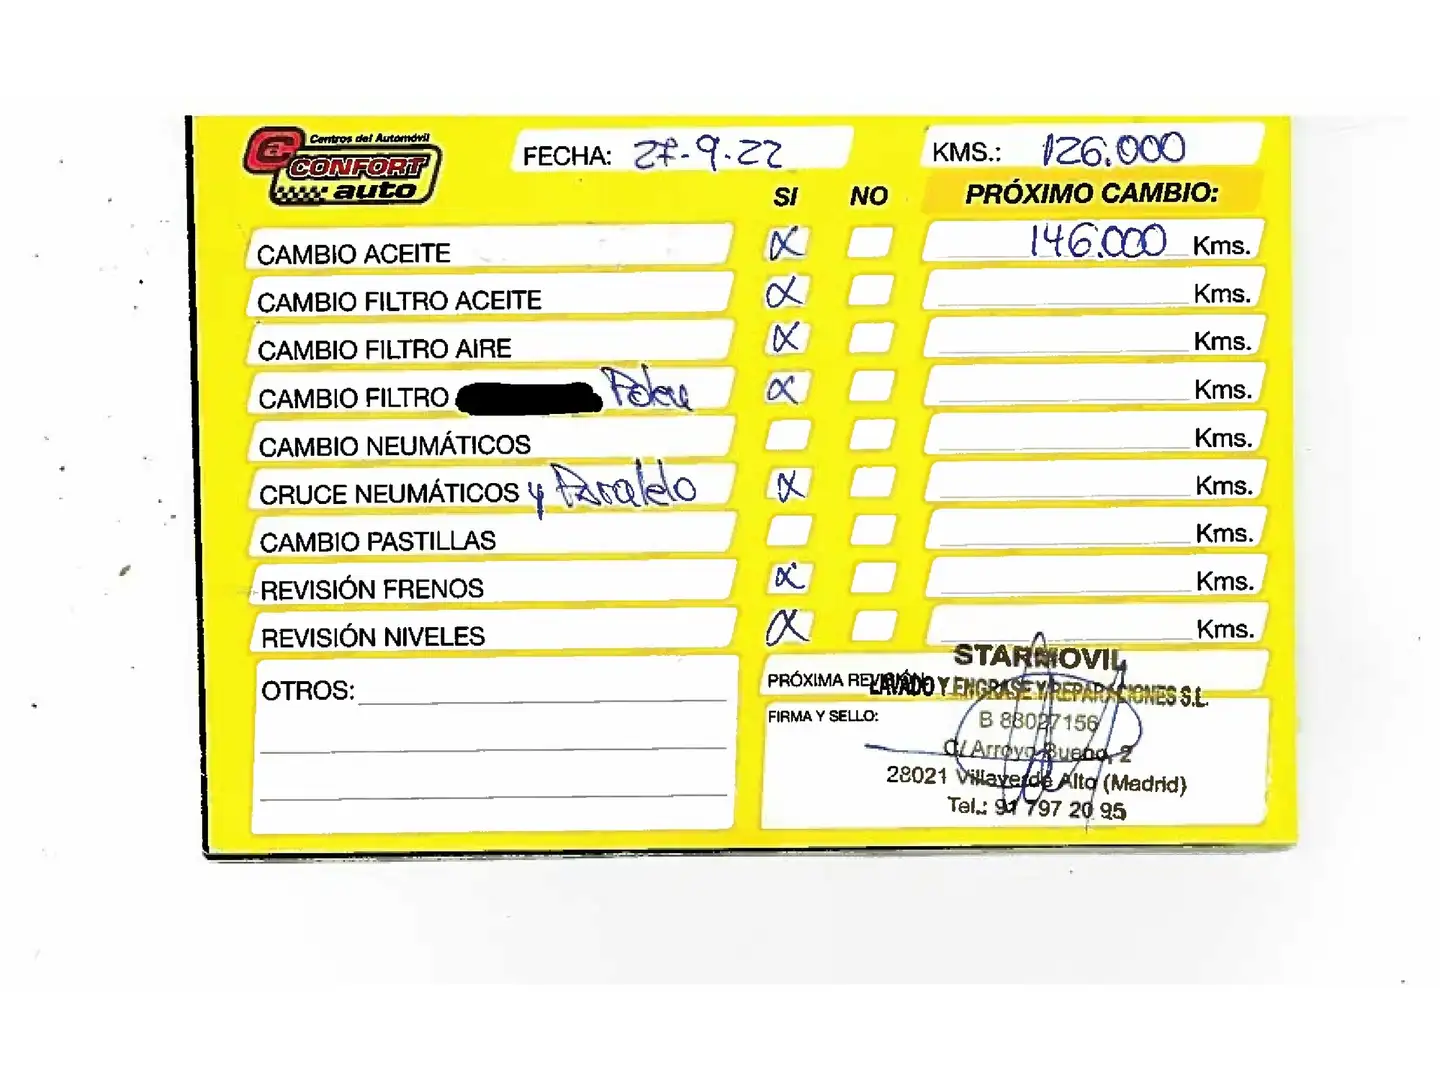 Centros del Automóvil
CONFORT
auto
FECHA: 27-9-22
KMS.: 126.000
SI NO PRÓXIMO CAMBIO:
CAMBIO ACEITE X 146.000 Kms.
CAMBIO FILTRO ACEITE X Kms.
CAMBIO FILTRO AIRE X Kms.
CAMBIO FILTRO Polen X Kms.
CAMBIO NEUMÁTICOS Kms.
CRUCE NEUMÁTICOS y Paralelo X Kms.
CAMBIO PASTILLAS Kms.
REVISIÓN FRENOS X Kms.
REVISIÓN NIVELES X Kms.
OTROS:
PRÓXIMA REVISIÓN:
FIRMA Y SELLO:
STARMOVIL
LAVADO Y ENGRASE Y REPARACIONES S.L.
B 88027156
C/ Arroyo Bueno, 2
28021 Villaverde Alto (Madrid)
Tel.: 91 797 20 95